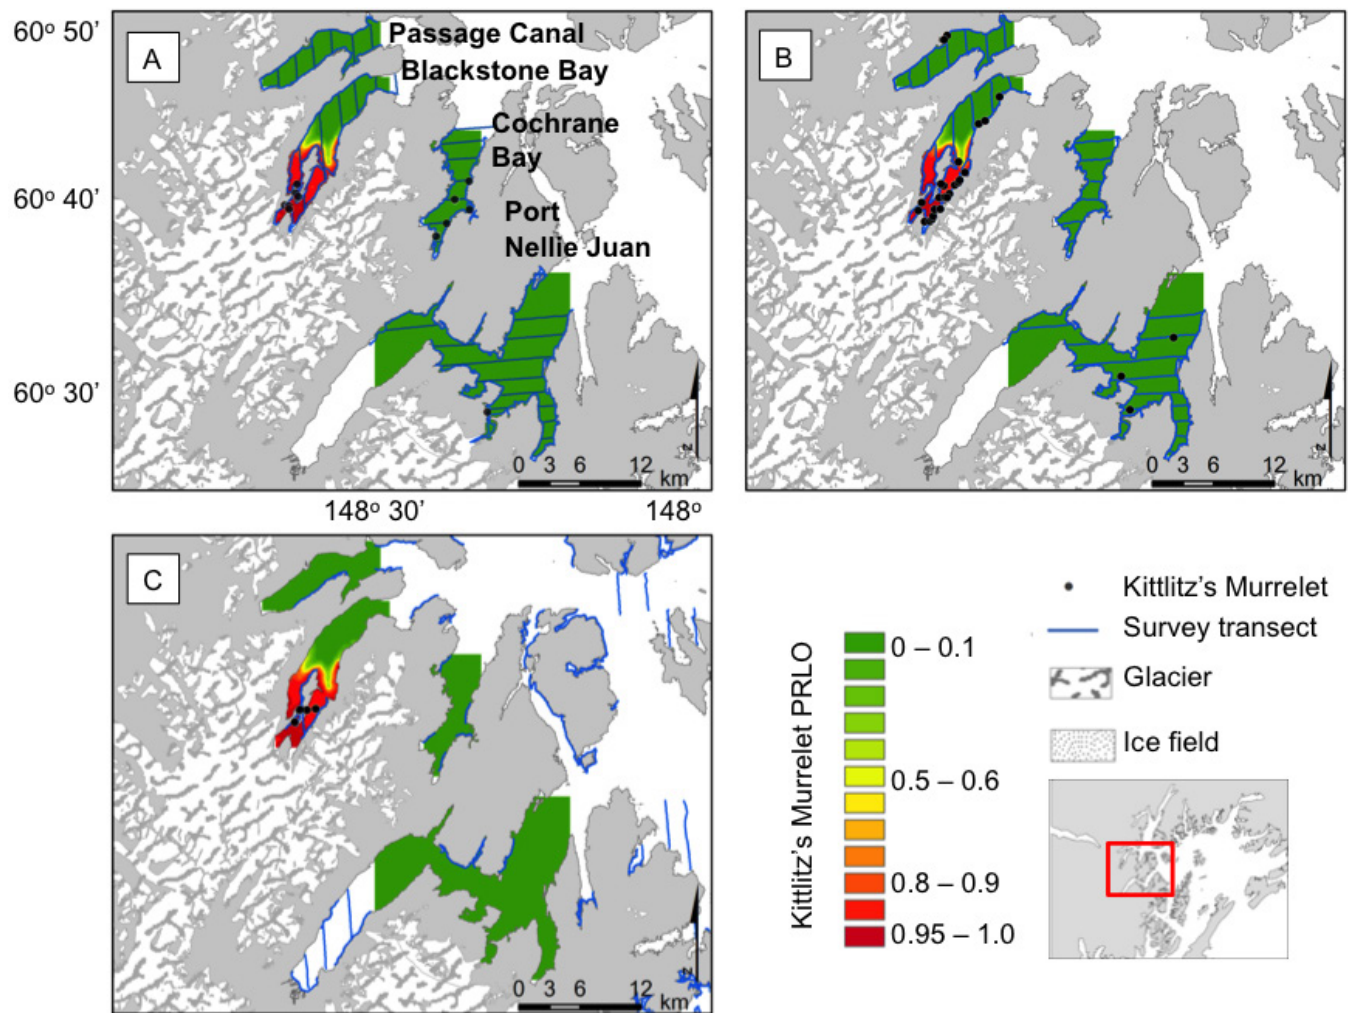 60° 50'
A
Passage Canal
Blackstone Bay
B
Cochrane
Bay
60° 40'
Port
Nellie Juan
60° 30'
0 3 6 12
km
0 3 6 12
km
148° 30'
148°
C
Kittlitz's Murrelet
Survey transect
Glacier
Ice field
Kittlitz's Murrelet PRLO
0 – 0.1
0.5 – 0.6
0.8 – 0.9
0.95 – 1.0
0 3 6 12
km